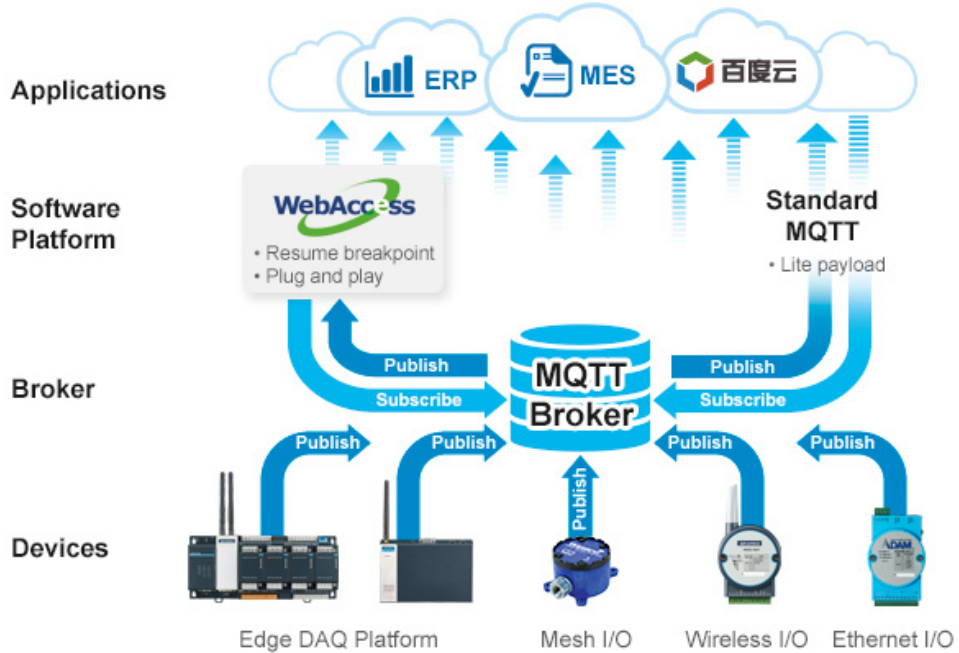 Applications
ERP
MES
百度云
Software
Platform
WebAccess
• Resume breakpoint
• Plug and play
Standard
MQTT
• Lite payload
Broker
Publish
Subscribe
MQTT
Broker
Publish
Subscribe
Publish
Publish
Publish
Publish
Publish
Devices
ADAM
Edge DAQ Platform
Mesh I/O
Wireless I/O
Ethernet I/O